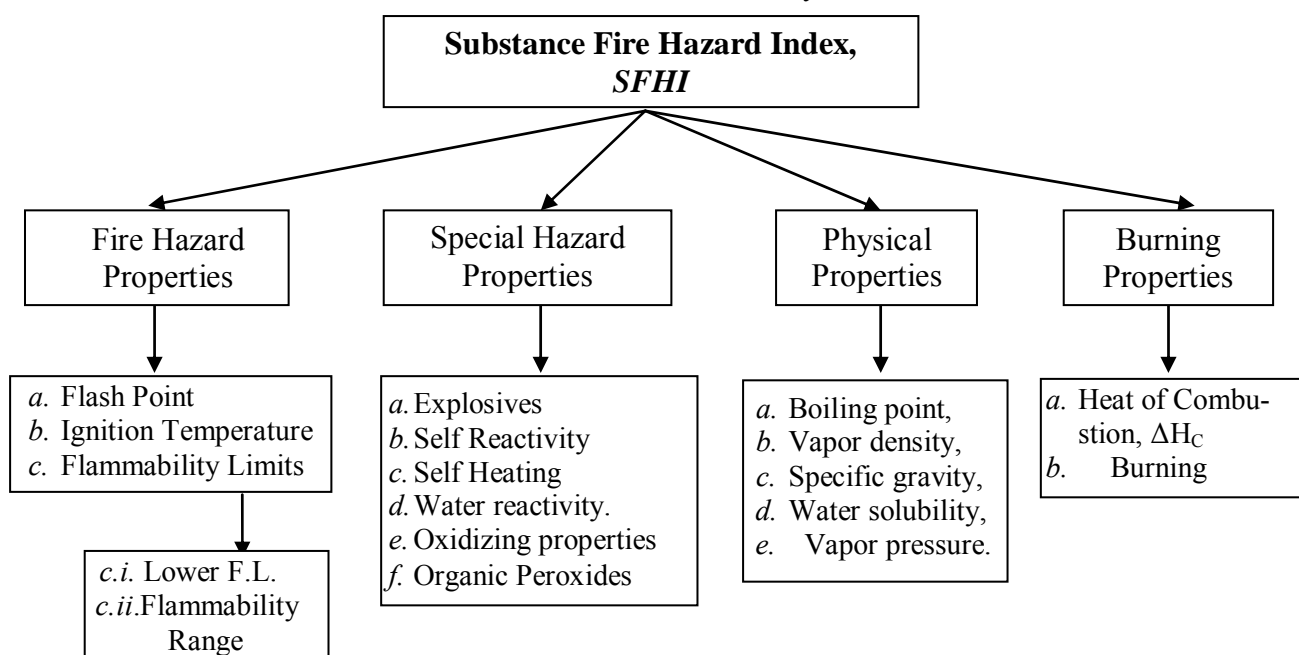 Substance Fire Hazard Index,
SFHI
Fire Hazard
Properties
Special Hazard
Properties
Physical
Properties
Burning
Properties
a. Flash Point
b. Ignition Temperature
c. Flammability Limits
c.i. Lower F.L.
c.ii.Flammability
Range
a. Explosives
b. Self Reactivity
c. Self Heating
d. Water reactivity.
e. Oxidizing properties
f. Organic Peroxides
a. Boiling point,
b. Vapor density,
c. Specific gravity,
d. Water solubility,
e. Vapor pressure.
a. Heat of Combu-
stion, ΔHC
b. Burning